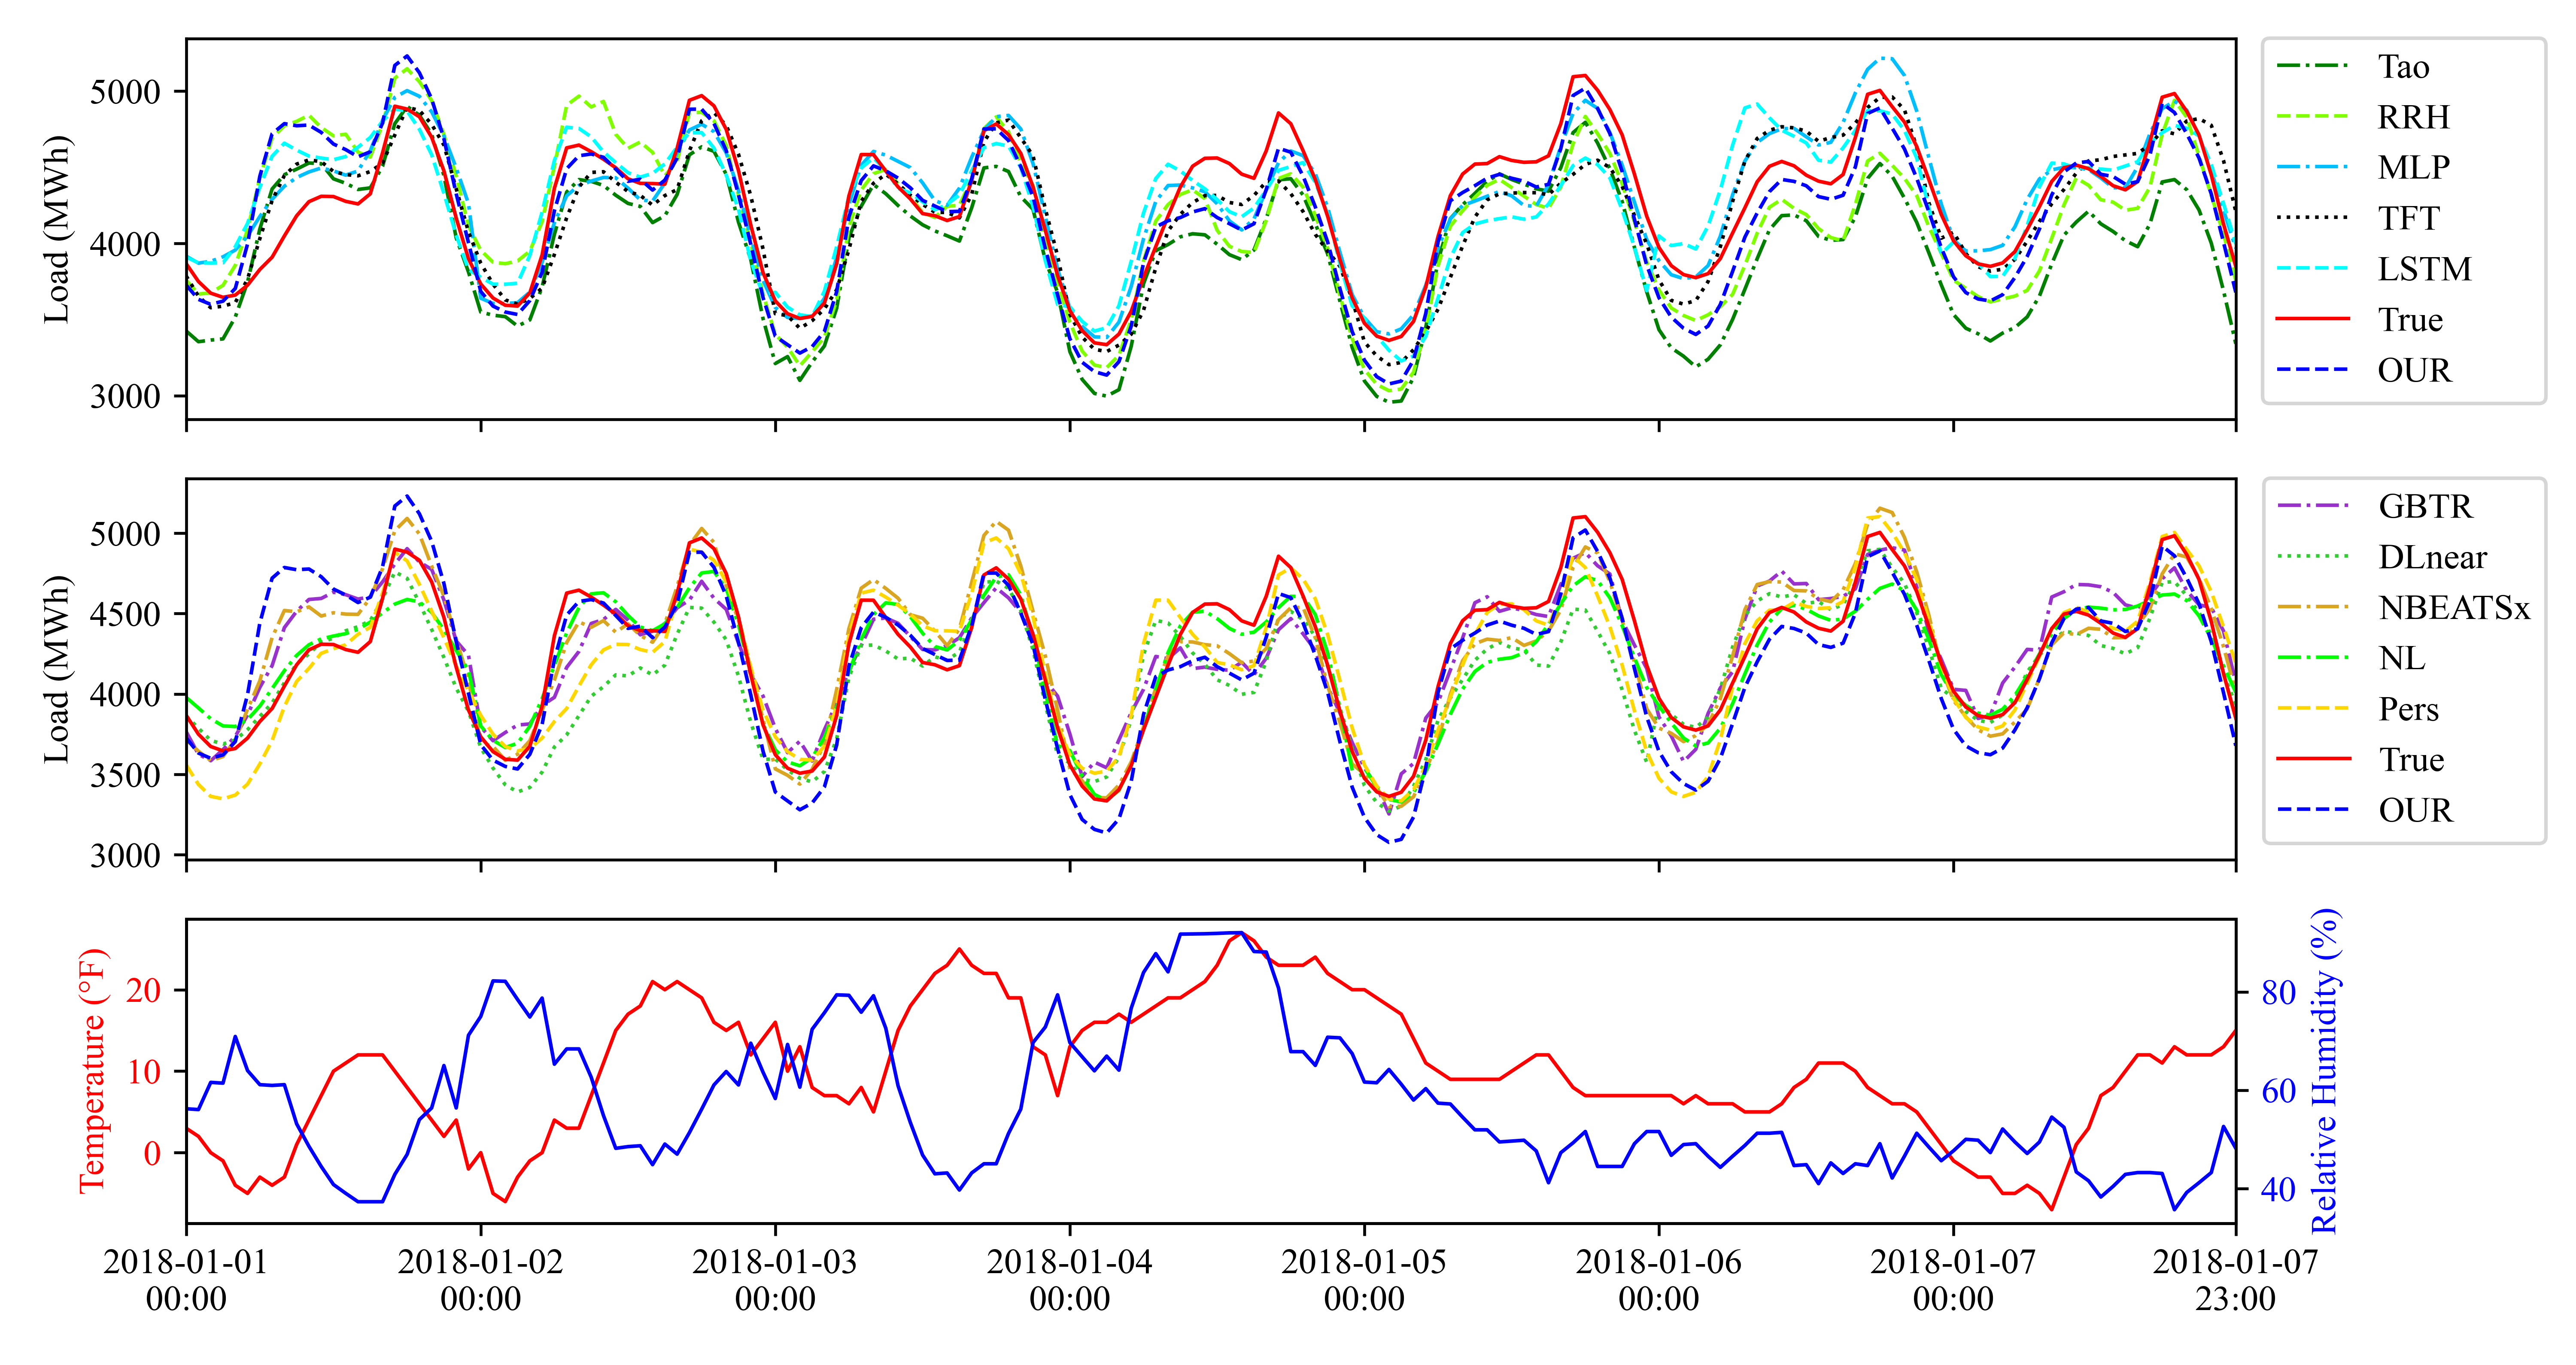 Load (MWh)
5000
4000
3000
Tao
RRH
MLP
TFT
LSTM
True
OUR
Load (MWh)
5000
4500
4000
3500
3000
GBTR
DLnear
NBEATSx
NL
Pers
True
OUR
Temperature (°F)
20
10
0
80
60
40
Relative Humidity (%)
2018-01-01 2018-01-02 2018-01-03 2018-01-04 2018-01-05 2018-01-06 2018-01-07 2018-01-07
00:00 00:00 00:00 00:00 00:00 00:00 00:00 23:00